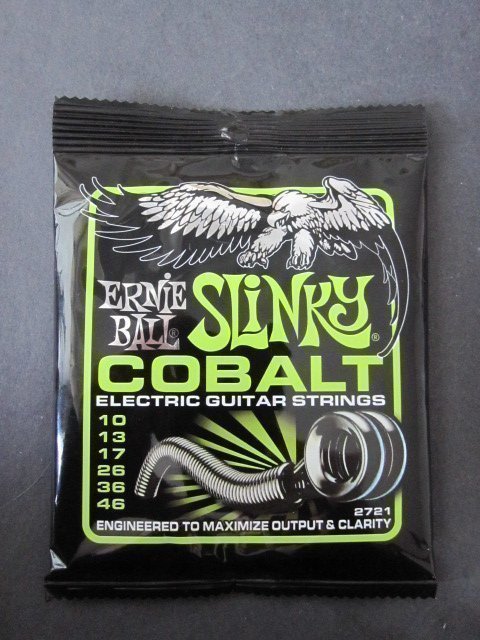 ERNIE BALL® SLINKY®
COBALT
ELECTRIC GUITAR STRINGS
10
13
17
26
36
46
2721
ENGINEERED TO MAXIMIZE OUTPUT & CLARITY